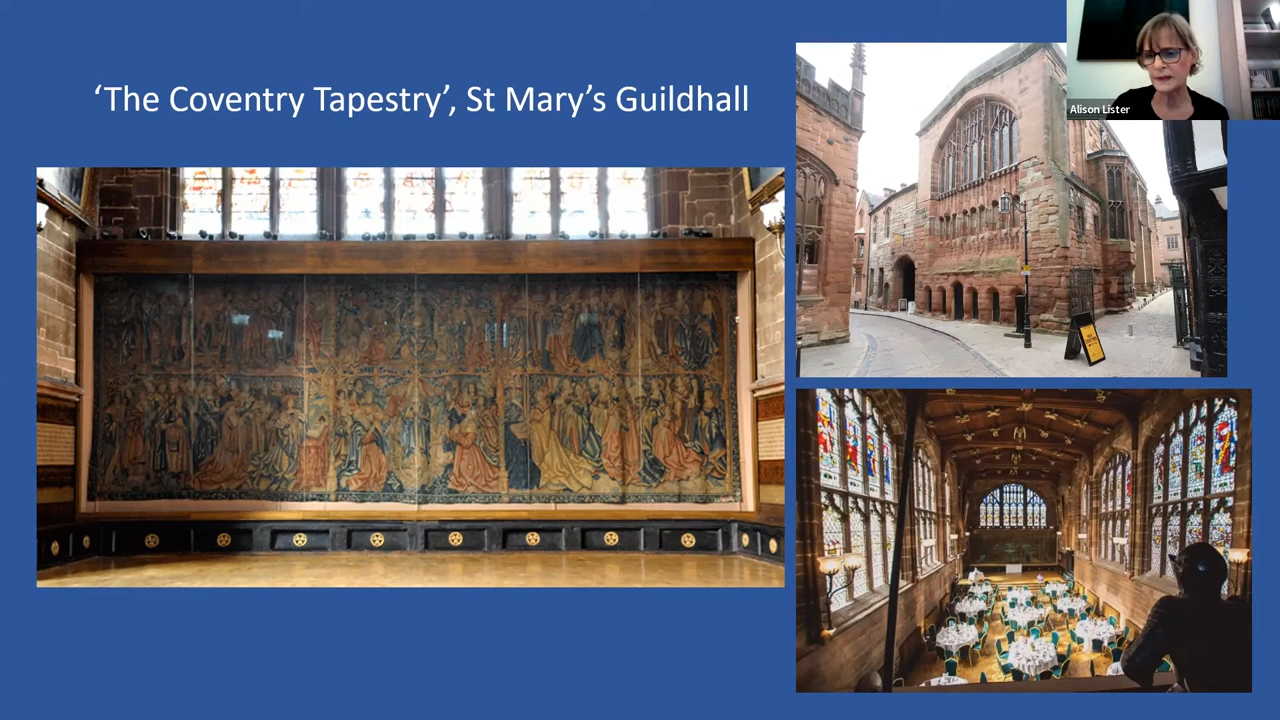 ‘The Coventry Tapestry’, St Mary’s Guildhall
Alison Lister